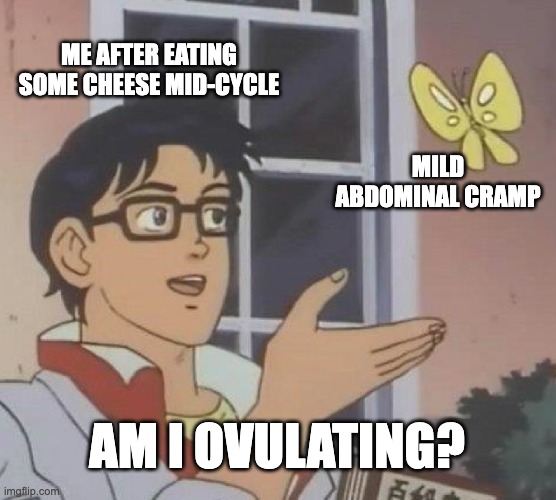 ME AFTER EATING
SOME CHEESE MID-CYCLE
MILD
ABDOMINAL CRAMP
AM I OVULATING?
imgflip.com